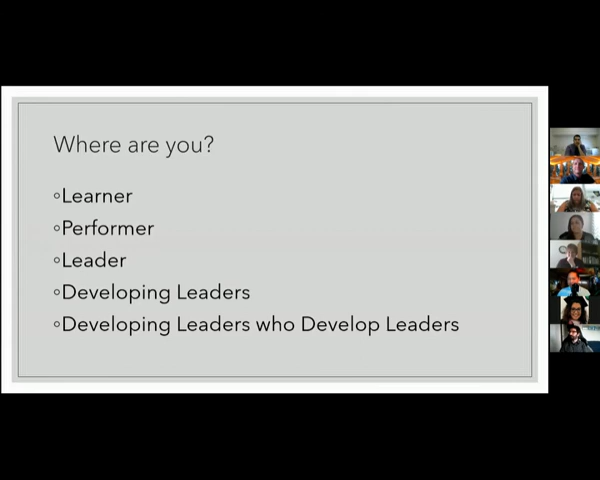 Where are you?
◦Learner
◦Performer
◦Leader
◦Developing Leaders
◦Developing Leaders who Develop Leaders